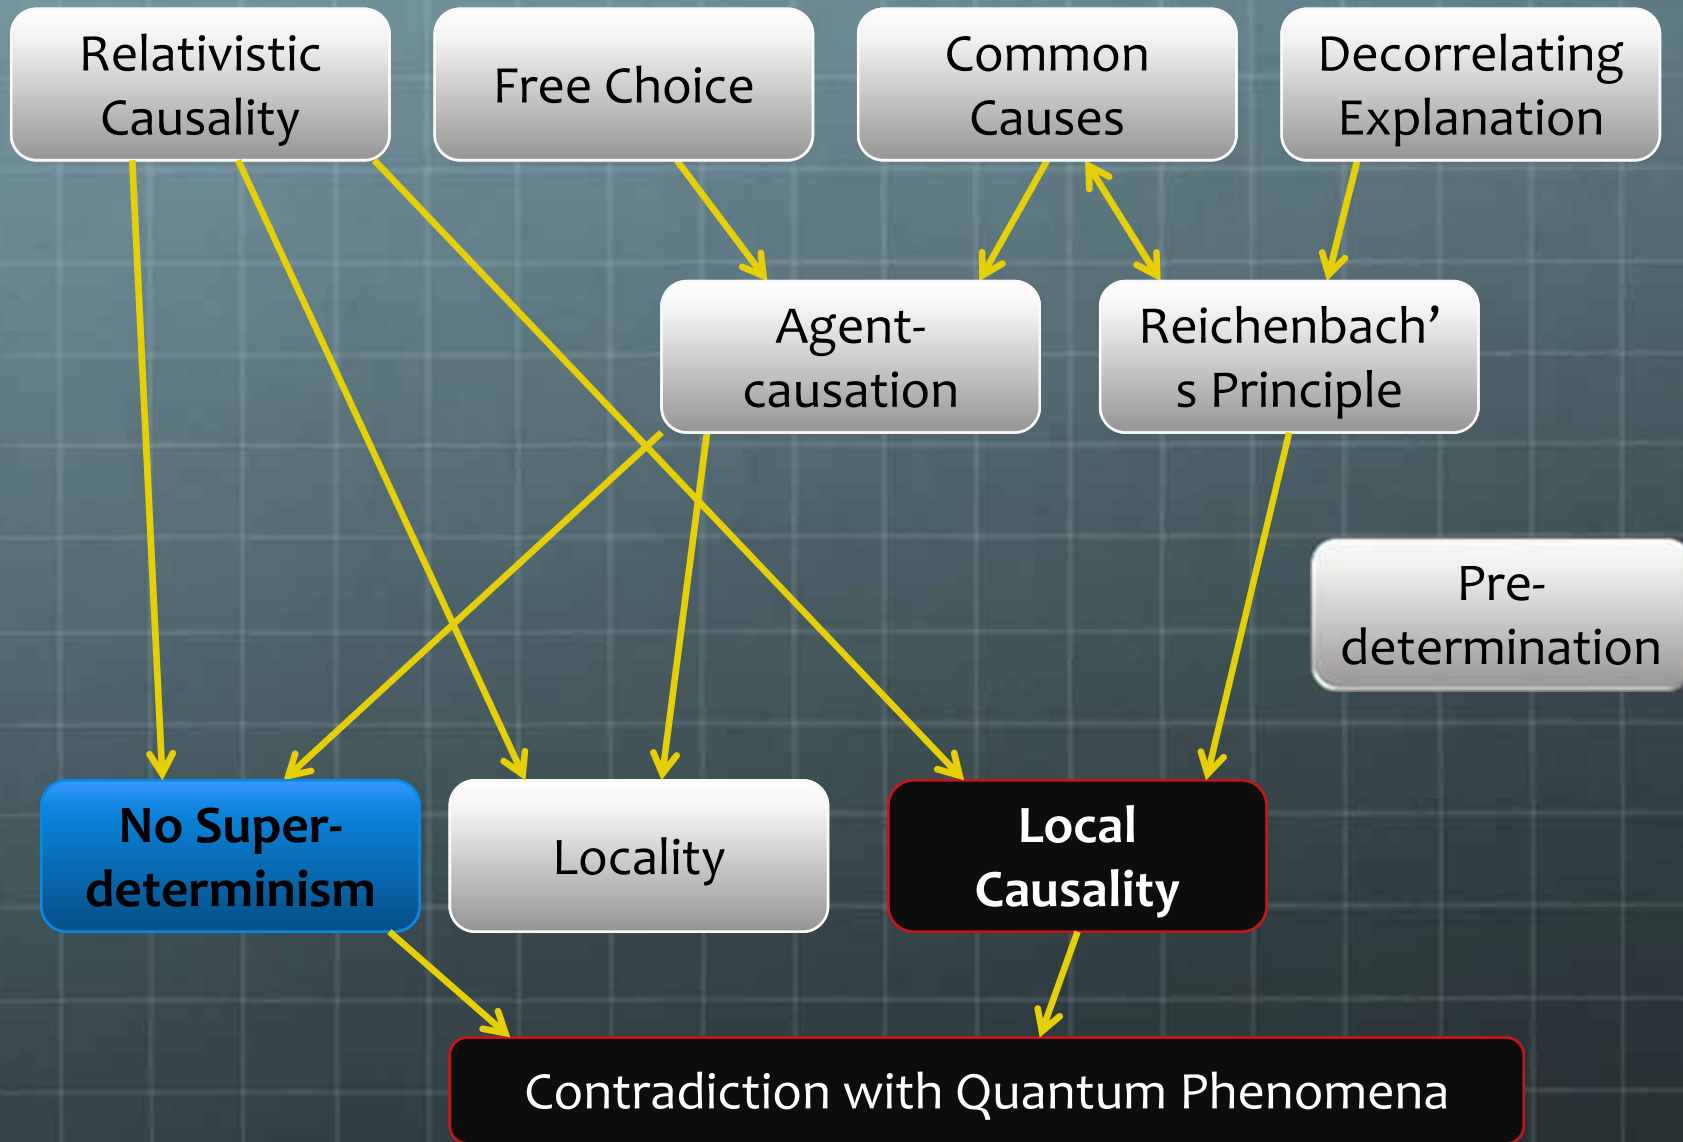 Relativistic
Causality
Free Choice
Common
Causes
Decorrelating
Explanation
Agent-
causation
Reichenbach’
s Principle
Pre-
determination
No Super-
determinism
Locality
Local
Causality
Contradiction with Quantum Phenomena